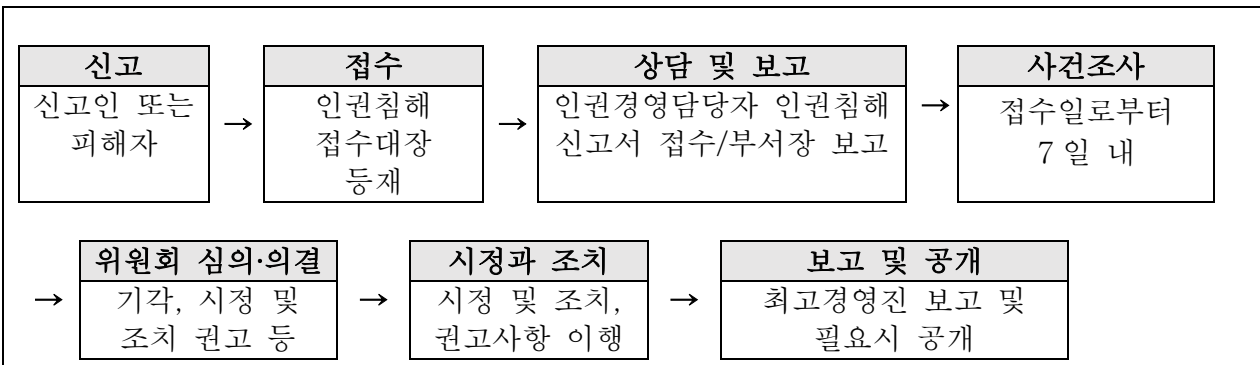 신고
신고인 또는
피해자
→
접수
인권침해
접수대장
등재
→
상담 및 보고
인권경영담당자 인권침해
신고서 접수/부서장 보고
→
사건조사
접수일로부터
7일 내
→
위원회 심의·의결
기각, 시정 및
조치 권고 등
→
시정과 조치
시정 및 조치,
권고사항 이행
→
보고 및 공개
최고경영진 보고 및
필요시 공개